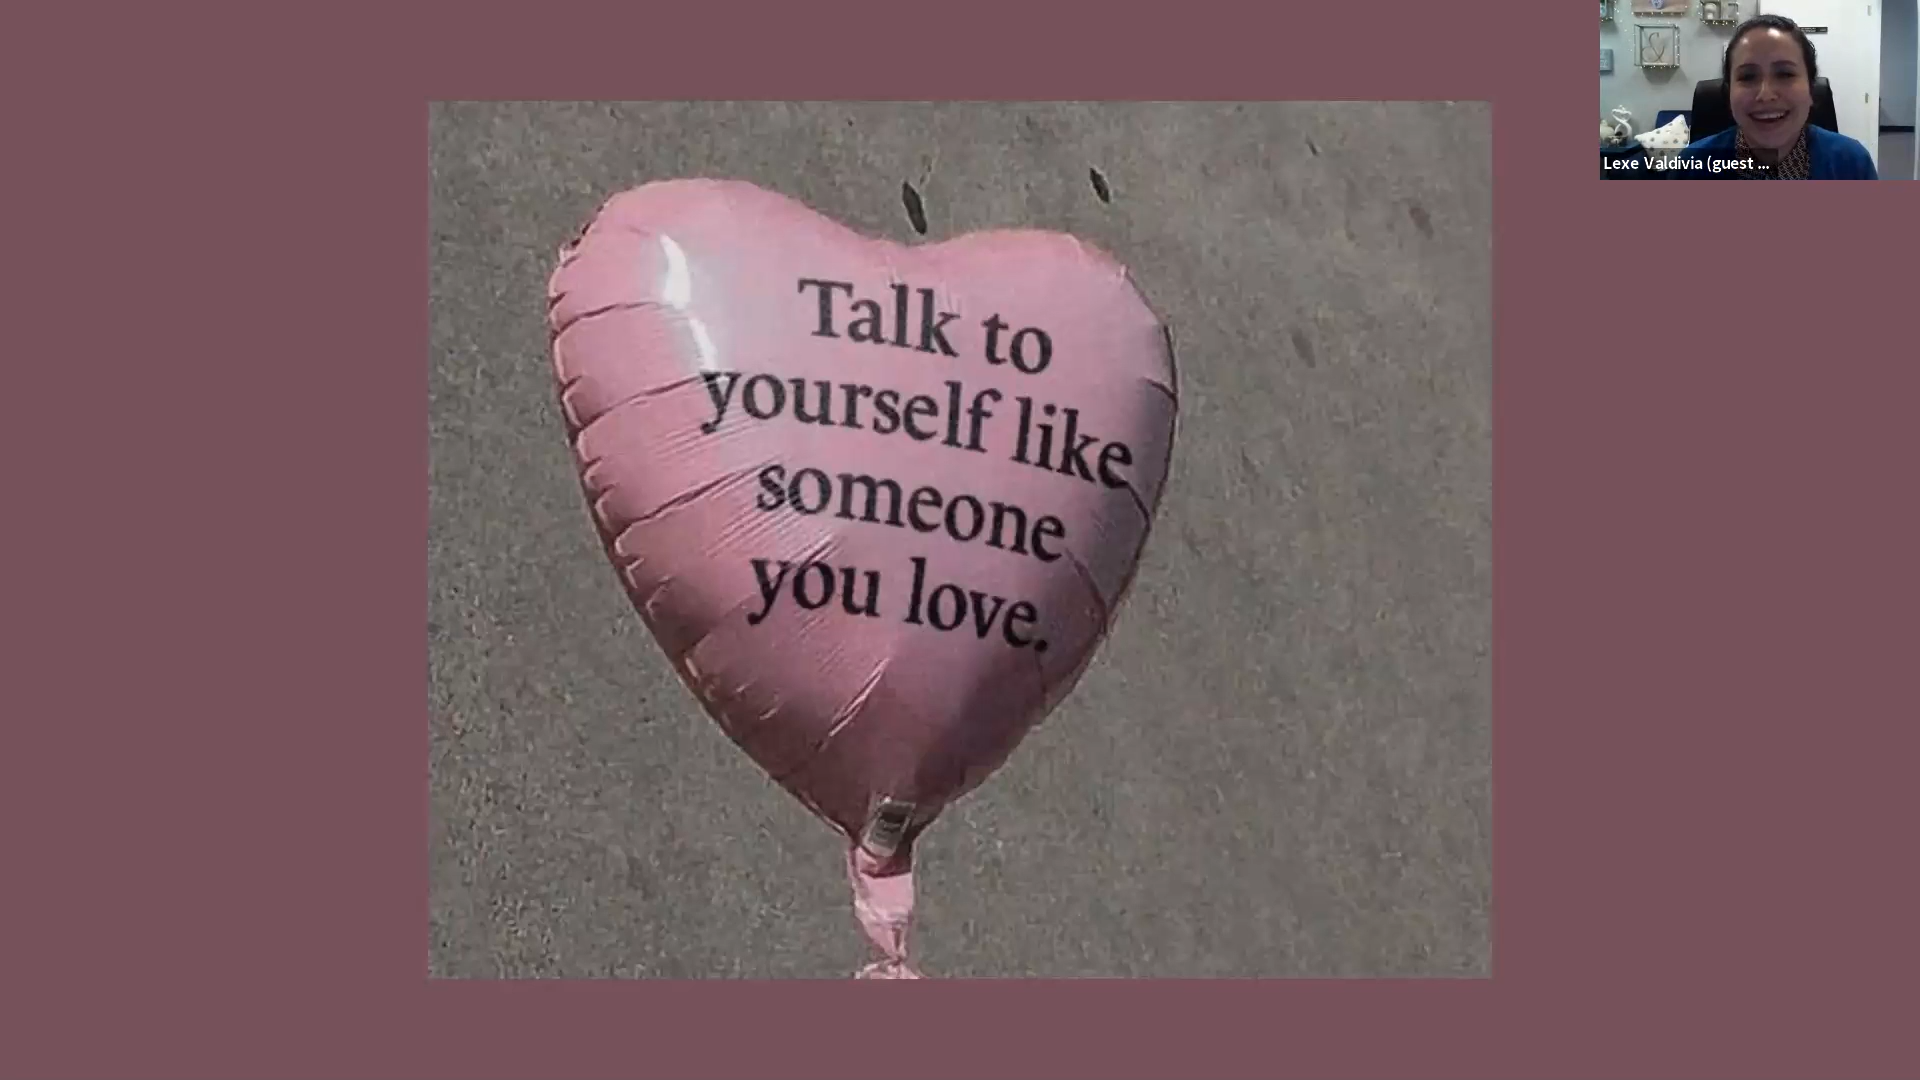 Talk to
yourself like
someone
you love.
Lexe Valdivia (guest ...
&